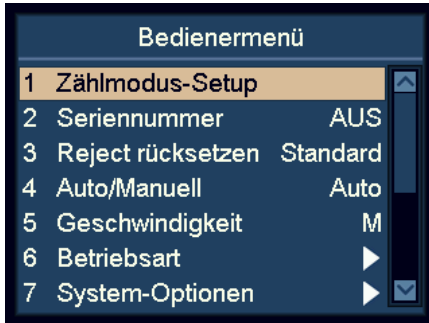 Bedienermenü
1 Zählmodus-Setup
2 Seriennummer AUS
3 Reject rücksetzen Standard
4 Auto/Manuell Auto
5 Geschwindigkeit M
6 Betriebsart
7 System-Optionen